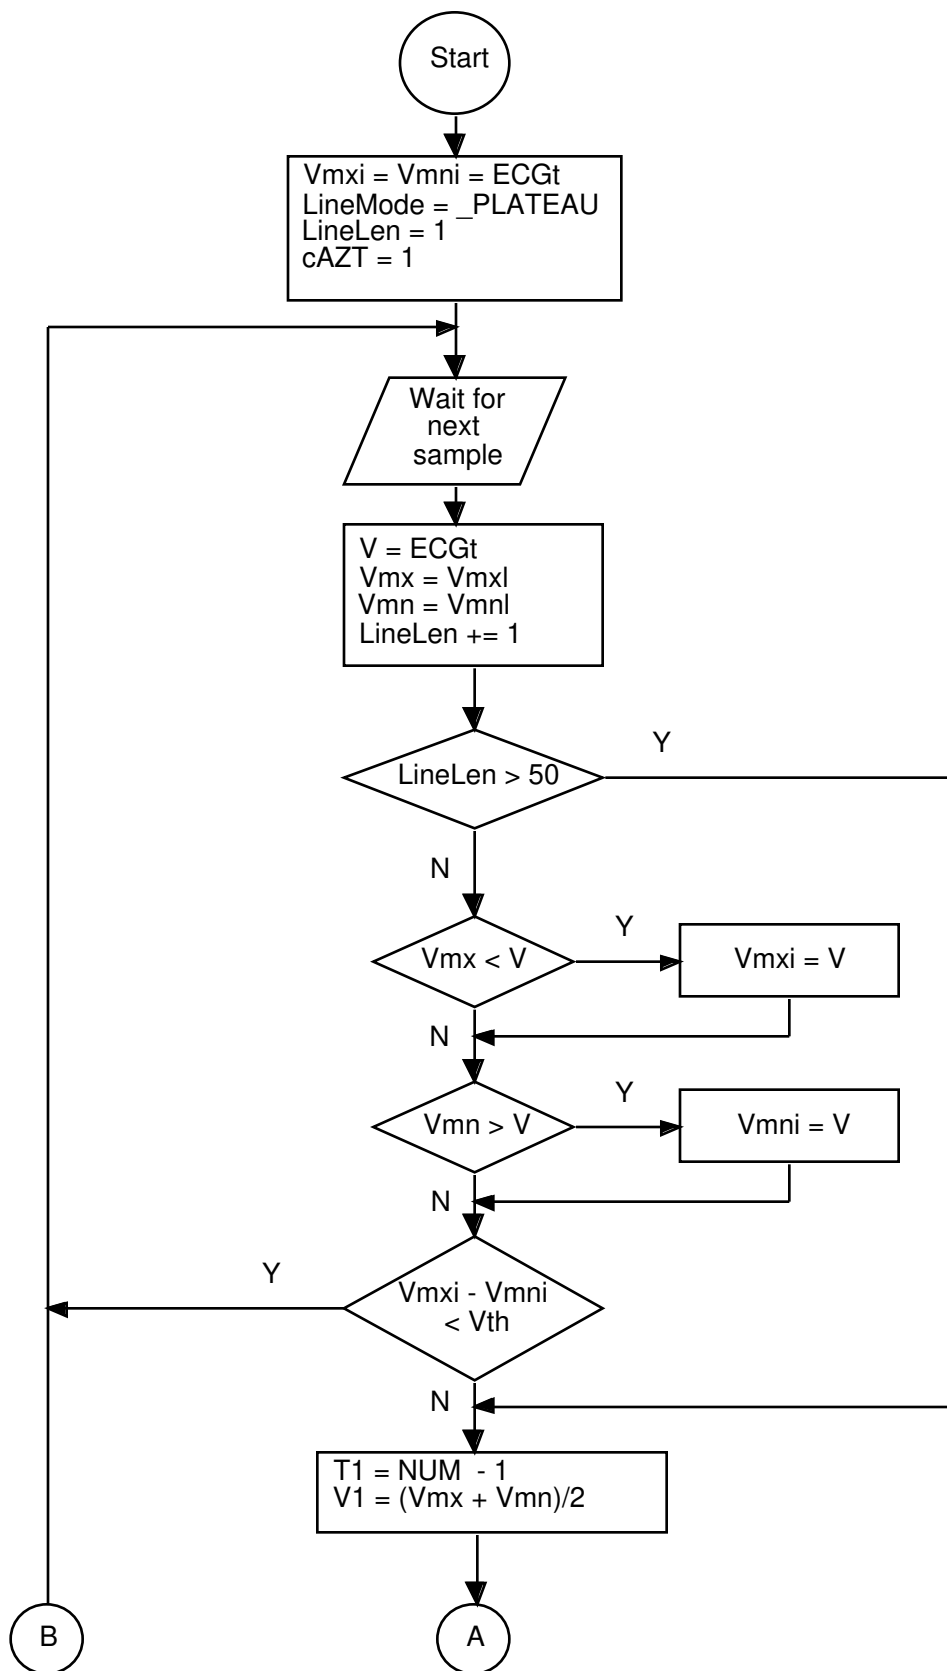 Start
Vmxi = Vmni = ECGt
LineMode = _PLATEAU
LineLen = 1
cAZT = 1
Wait for
next
sample
V = ECGt
Vmx = Vmxl
Vmn = Vmnl
LineLen += 1
Y
LineLen > 50
N
Y
Vmx < V
Vmxi = V
N
Y
Vmn > V
Vmni = V
N
Y
Vmxi - Vmni
< Vth
N
T1 = NUM - 1
V1 = (Vmx + Vmn)/2
B
A